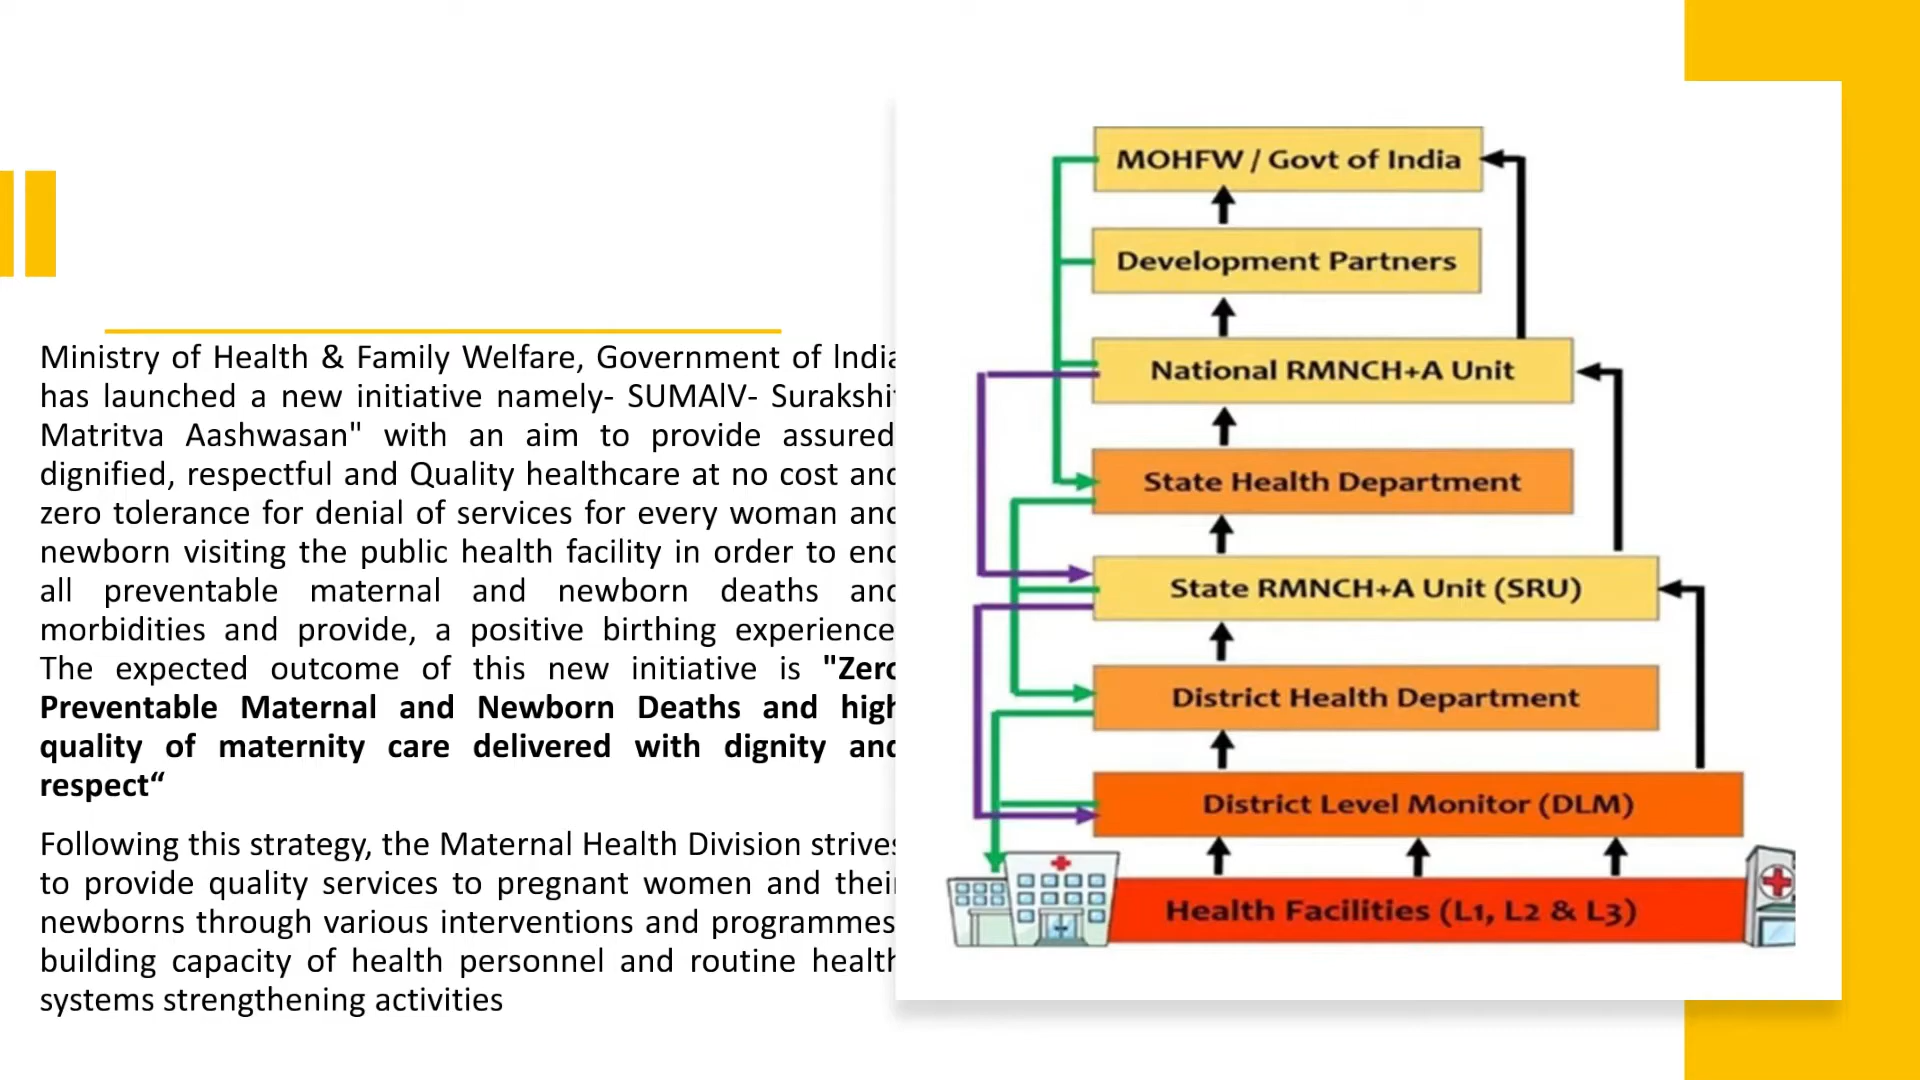 Ministry of Health & Family Welfare, Government of lndia
has launched a new initiative namely- SUMAlV- Surakshit
Matritva Aashwasan" with an aim to provide assured
dignified, respectful and Quality healthcare at no cost and
zero tolerance for denial of services for every woman and
newborn visiting the public health facility in order to end
all preventable maternal and newborn deaths and
morbidities and provide, a positive birthing experience
The expected outcome of this new initiative is "Zero
Preventable Maternal and Newborn Deaths and high
quality of maternity care delivered with dignity and
respect“
Following this strategy, the Maternal Health Division strives
to provide quality services to pregnant women and their
newborns through various interventions and programmes
building capacity of health personnel and routine health
systems strengthening activities
MOHFW / Govt of India
Development Partners
National RMNCH+A Unit
State Health Department
State RMNCH+A Unit (SRU)
District Health Department
District Level Monitor (DLM)
Health Facilities (L1, L2 & L3)